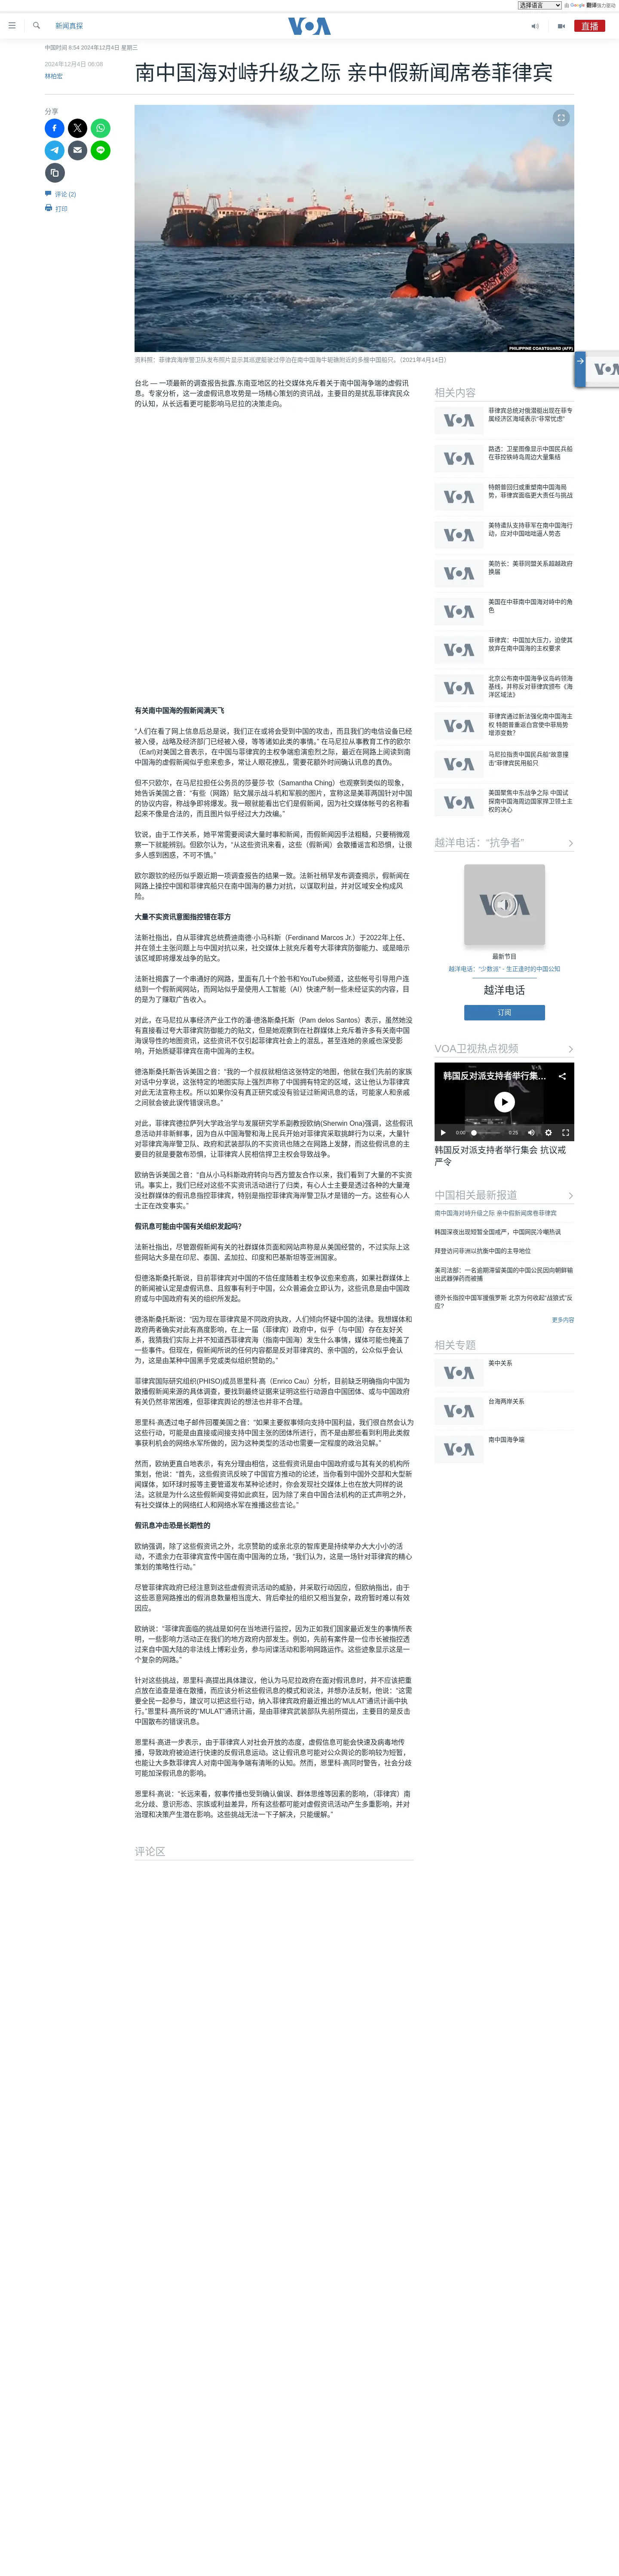 选择语言 由 Google 翻译强力驱动
新闻真探
VOA
直播
中国时间 8:54 2024年12月4日 星期三
2024年12月4日 06:08
林柏宏
南中国海对峙升级之际 亲中假新闻席卷菲律宾
分享
评论 (2)
打印
PHILIPPINE COASTGUARD (AFP)
资料照：菲律宾海岸警卫队发布照片显示其巡逻艇驶过停泊在南中国海牛轭礁附近的多艘中国船只。（2021年4月14日）
台北 — 一项最新的调查报告批露,东南亚地区的社交媒体充斥着关于南中国海争端的虚假讯
息。专家分析，这一波虚假讯息攻势是一场精心策划的资讯战，主要目的是扰乱菲律宾民众
的认知，从长远看更可能影响马尼拉的决策走向。
有关南中国海的假新闻满天飞
“人们在看了网上信息后总是说，我们正在或将会受到中国的攻击，而且我们的电信设备已经
被入侵，战略及经济部门已经被入侵，等等诸如此类的事情。” 在马尼拉从事教育工作的欧尔
（Earl)对美国之音表示，在中国与菲律宾的主权争端愈演愈烈之际，最近在网路上阅读到南
中国海的虚假新闻似乎愈来愈多，常让人眼花撩乱，需要花额外时间确认讯息的真伪。
但不只欧尔，在马尼拉担任公务员的莎曼莎·钦（Samantha Ching）也观察到类似的现象，
她告诉美国之音：“有些（网路）贴文展示战斗机和军舰的图片，宣称这是美菲两国针对中国
的协议内容，称战争即将爆发。我一眼就能看出它们是假新闻，因为社交媒体帐号的名称看
起来不像是合法的，而且图片似乎经过大力改编。”
钦说，由于工作关系，她平常需要阅读大量时事和新闻，而假新闻因手法粗糙，只要稍微观
察一下就能辨别。但欧尔认为，“从这些资讯来看，这些（假新闻）会散播谣言和恐惧，让很
多人感到困惑，不可不慎。”
欧尔跟钦的经历似乎跟近期一项调查报告的结果一致。法新社稍早发布调查揭示，假新闻在
网路上操控中国和菲律宾船只在南中国海的暴力对抗，以谋取利益，并对区域安全构成风
险。
大量不实资讯意图指控错在菲方
法新社指出，自从菲律宾总统费迪南德·小马科斯（Ferdinand Marcos Jr.）于2022年上任，
并在领土主张问题上与中国对抗以来，社交媒体上就充斥着夸大菲律宾防御能力、或是暗示
该区域即将爆发战争的贴文。
法新社揭露了一个串通好的网路，里面有几十个脸书和YouTube频道，这些帐号引导用户连
结到一个假新闻网站，而网站似乎是使用人工智能（AI）快速产制一些未经证实的内容，目
的是为了赚取广告收入。
对此，在马尼拉从事经济产业工作的潘·德洛斯桑托斯（Pam delos Santos）表示，虽然她没
有直接看过夸大菲律宾防御能力的贴文，但是她观察到在社群媒体上充斥着许多有关南中国
海误导性的地图资讯，这些资讯不仅引起菲律宾社会上的混乱，甚至连她的亲戚也深受影
响，开始质疑菲律宾在南中国海的主权。
德洛斯桑托斯告诉美国之音：“我的一个叔叔就相信这张特定的地图，他就在我们先前的家族
对话中分享说，这张特定的地图实际上强烈声称了中国拥有特定的区域，这让他认为菲律宾
对此无法宣称主权。所以如果你没有真正研究或没有验证过新闻讯息的话，可能家人和亲戚
之间就会彼此误传错误讯息。”
对此，菲律宾德拉萨列大学政治学与发展研究学系副教授欧纳(Sherwin Ona)强调，这些假讯
息活动并非新鲜事，因为自从中国海警和海上民兵开始对菲律宾采取挑衅行为以来，大量针
对菲律宾海岸警卫队、政府和武装部队的不实资讯也随之在网路上发酵，而这些假讯息的主
要目的就是要散布恐惧，让菲律宾人民相信捍卫主权会导致战争。
欧纳告诉美国之音：“自从小马科斯政府转向与西方盟友合作以来，我们看到了大量的不实资
讯。事实上，我们已经对这些不实资讯活动进行了归类，有心人士主要是透过各种的大量淹
没社群媒体的假讯息指控菲律宾，特别是指控菲律宾海岸警卫队才是错的一方。这些有心人
士正在改变事实。”
假讯息可能由中国有关组织发起吗?
法新社指出，尽管跟假新闻有关的社群媒体页面和网站声称是从美国经营的，不过实际上这
些网站大多是在印尼、泰国、孟加拉、印度和巴基斯坦等亚洲国家。
但德洛斯桑托斯说，目前菲律宾对中国的不信任度随着主权争议愈来愈高，如果社群媒体上
的新闻被认定是虚假讯息、且叙事有利于中国，公众普遍会立即认为，这些讯息是由中国政
府或与中国政府有关的组织所发起。
德洛斯桑托斯说：“因为现在菲律宾是不同政府执政，人们倾向怀疑中国的法律。我想媒体和
政府两者确实对此有高度影响，在上一届（菲律宾）政府中，似乎（与中国）存在友好关
系，我猜我们实际上并不知道西菲律宾海（指南中国海）发生什么事情，媒体可能也掩盖了
一些事件。但现在，假新闻所说的任何内容都是反对菲律宾的、亲中国的，公众似乎会认
为，这是由某种中国黑手党或类似组织赞助的。”
菲律宾国际研究组织(PHISO)成员恩里科·高（Enrico Cau）分析，目前缺乏明确指向中国为
散播假新闻来源的具体调查，要找到最终证据来证明这些行动源自中国团体、或与中国政府
有关仍然非常困难，但菲律宾舆论的想法也并非不合理。
恩里科·高透过电子邮件回覆美国之音：“如果主要叙事倾向支持中国利益，我们很自然会认为
这些行动，可能是由直接或间接支持中国主张的团体所进行，而不是由那些看到利用此类叙
事获利机会的网络水军所做的，因为这种类型的活动也需要一定程度的政治见解。”
然而，欧纳更直白地表示，有充分理由相信，这些假资讯是由中国政府或与其有关的机构所
策划，他说：“首先，这些假资讯反映了中国官方推动的论述，当你看到中国外交部和大型新
闻媒体，如环球时报等主要管道发布某种论述时，你会发现社交媒体上也在放大同样的说
法。这就是为什么这些假新闻变得如此疯狂，因为除了来自中国合法机构的正式声明之外，
有社交媒体上的网络红人和网络水军在推播这些言论。”
假讯息冲击恐是长期性的
欧纳强调，除了这些假资讯之外，北京赞助的或亲北京的智库更是持续举办大大小小的活
动，不遗余力在菲律宾宣传中国在南中国海的立场，“我们认为，这是一场针对菲律宾的精心
策划的策略性行动。”
尽管菲律宾政府已经注意到这些虚假资讯活动的威胁，并采取行动因应，但欧纳指出，由于
这些恶意网路推出的假消息数量相当庞大、背后牵扯的组织又相当复杂，政府暂时难以有效
因应。
欧纳说：“菲律宾面临的挑战是如何在当地进行监控，因为正如我们国家最近发生的事情所表
明，一些影响力活动正在我们的地方政府内部发生。例如，先前有案件是一位市长被指控透
过来自中国大陆的非法线上博彩业务，参与间谍活动和影响网路运作。这些迹象显示这是一
个复杂的网路。”
针对这些挑战，恩里科·高提出具体建议，他认为马尼拉政府在面对假讯息时，并不应该把重
点放在追查是谁在散播，而应该分析这些假讯息的模式和说法，并想办法反制，他说：“这需
要全民一起参与，建议可以把这些行动，纳入菲律宾政府最近推出的‘MULAT’通讯计画中执
行。”恩里科·高所说的“MULAT”通讯计画，是由菲律宾武装部队先前所提出，主要目的是反击
中国散布的错误讯息。
恩里科·高进一步表示，由于菲律宾人对社会开放的态度，虚假信息可能会快速及病毒地传
播，导致政府被迫进行快速的反假讯息运动。这让假讯息可能对公众舆论的影响较为短暂，
也能让大多数菲律宾人对南中国海争端有清晰的认知。然而，恩里科·高同时警告，社会分歧
可能加深假讯息的影响。
恩里科·高说：“长远来看，叙事传播也受到确认偏误、群体思维等因素的影响，（菲律宾）南
北分歧、意识形态、宗族或利益差异，所有这些都可能对虚假资讯活动产生多重影响，并对
治理和决策产生潜在影响。这些挑战无法一下子解决，只能缓解。”
评论区
相关内容
菲律宾总统对俄潜艇出现在菲专
属经济区海域表示“非常忧虑”
路透：卫星图像显示中国民兵船
在菲控铁峙岛周边大量集结
特朗普回归或重塑南中国海局
势，菲律宾面临更大责任与挑战
美特遣队支持菲军在南中国海行
动，应对中国咄咄逼人势态
美防长：美菲同盟关系超越政府
换届
美国在中菲南中国海对峙中的角
色
菲律宾：中国加大压力，迫使其
放弃在南中国海的主权要求
北京公布南中国海争议岛屿领海
基线，并称反对菲律宾颁布《海
洋区域法》
菲律宾通过新法强化南中国海主
权 特朗普重返白宫使中菲局势
增添变数?
马尼拉指责中国民兵船“故意撞
击”菲律宾民用船只
美国聚焦中东战争之际 中国试
探南中国海周边国家捍卫领土主
权的决心
越洋电话：“抗争者”
最新节目
越洋电话：“少数派” - 生正逢时的中国公知
越洋电话
订阅
VOA卫视热点视频
韩国反对派支持者举行集…
0:00
0:25
韩国反对派支持者举行集会 抗议戒
严令
中国相关最新报道
南中国海对峙升级之际 亲中假新闻席卷菲律宾
韩国深夜出现短暂全国戒严，中国网民冷嘲热讽
拜登访问非洲以抗衡中国的主导地位
美司法部：一名逾期滞留美国的中国公民因向朝鲜输
出武器弹药而被捕
德外长指控中国军援俄罗斯 北京为何收起“战狼式”反
应?
更多内容
相关专题
美中关系
台海两岸关系
南中国海争端